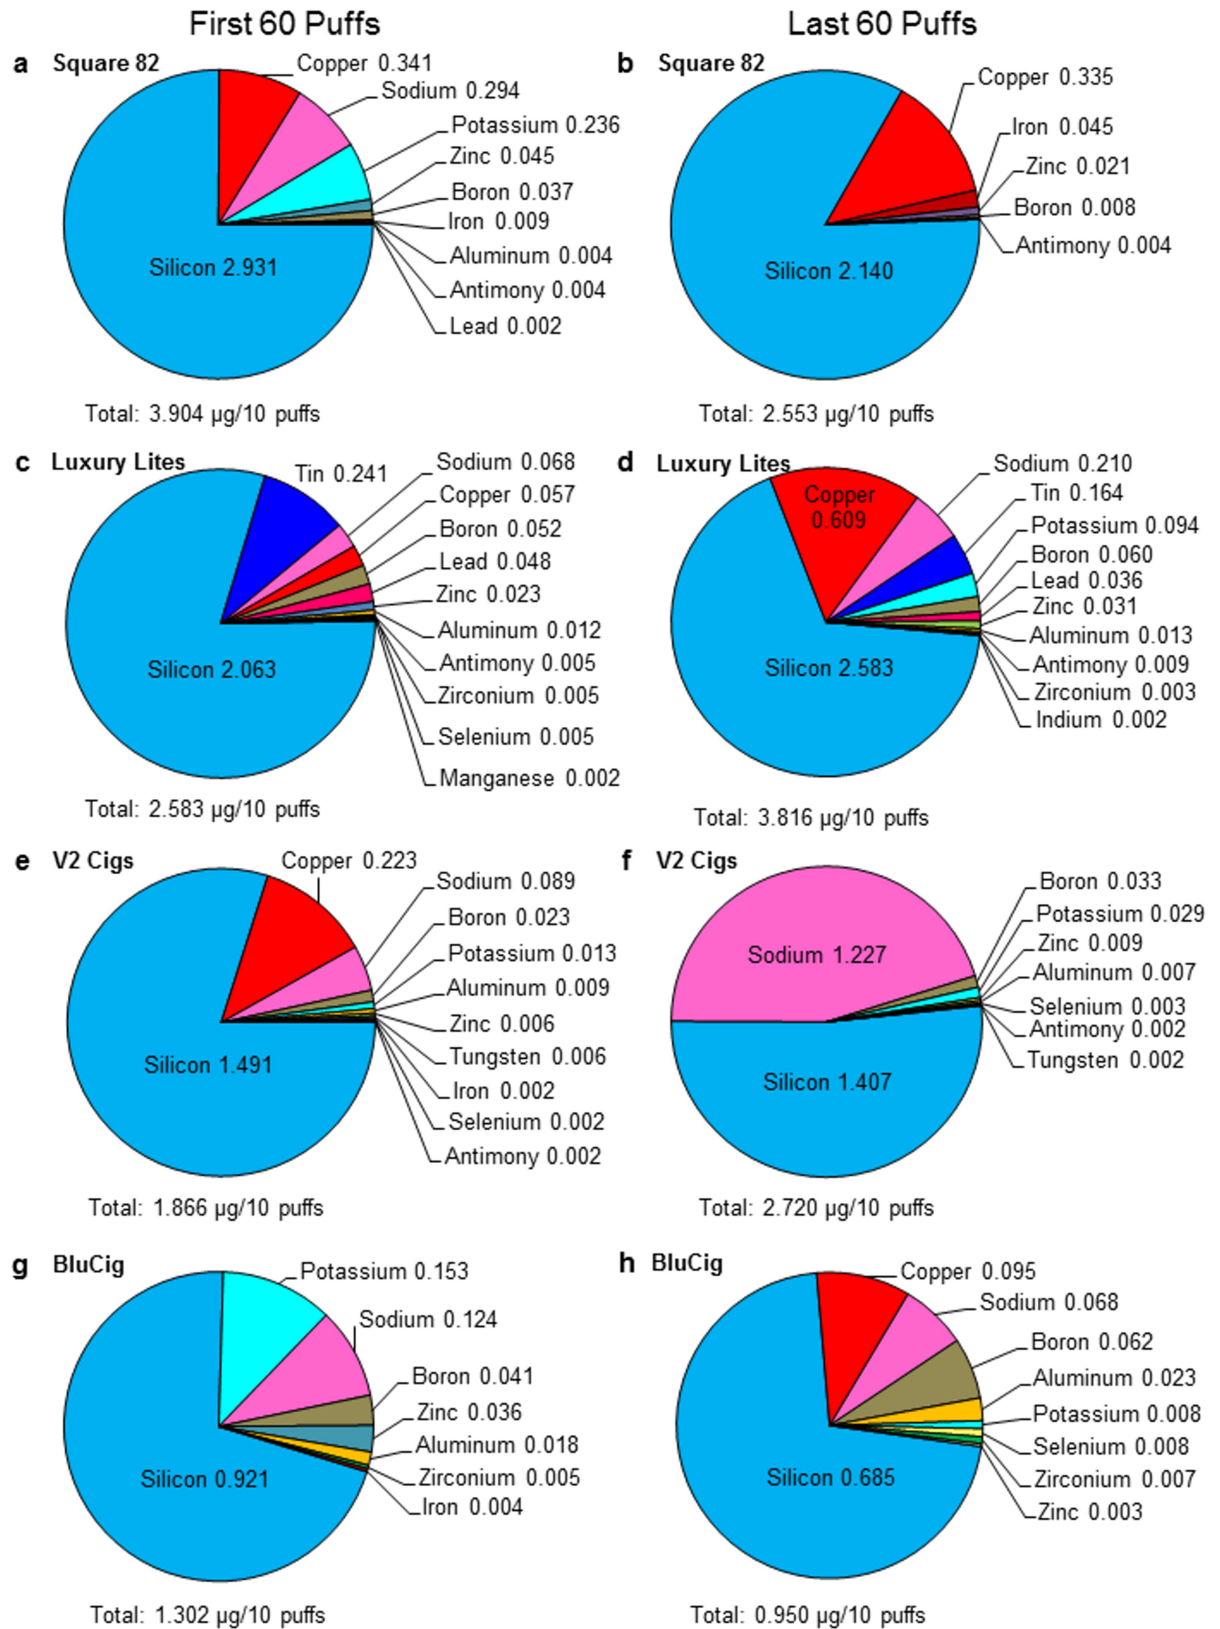 First 60 Puffs
Last 60 Puffs
a Square 82
Copper 0.341
Sodium 0.294
Potassium 0.236
Zinc 0.045
Boron 0.037
Iron 0.009
Aluminum 0.004
Antimony 0.004
Lead 0.002
Silicon 2.931
Total: 3.904 µg/10 puffs
b Square 82
Copper 0.335
Iron 0.045
Zinc 0.021
Boron 0.008
Antimony 0.004
Silicon 2.140
Total: 2.553 µg/10 puffs
c Luxury Lites
Tin 0.241
Sodium 0.068
Copper 0.057
Boron 0.052
Lead 0.048
Zinc 0.023
Aluminum 0.012
Antimony 0.005
Zirconium 0.005
Selenium 0.005
Manganese 0.002
Silicon 2.063
Total: 2.583 µg/10 puffs
d Luxury Lites
Copper
0.609
Sodium 0.210
Tin 0.164
Potassium 0.094
Boron 0.060
Lead 0.036
Zinc 0.031
Aluminum 0.013
Antimony 0.009
Zirconium 0.003
Indium 0.002
Silicon 2.583
Total: 3.816 µg/10 puffs
e V2 Cigs
Copper 0.223
Sodium 0.089
Boron 0.023
Potassium 0.013
Aluminum 0.009
Zinc 0.006
Tungsten 0.006
Iron 0.002
Selenium 0.002
Antimony 0.002
Silicon 1.491
Total: 1.866 µg/10 puffs
f V2 Cigs
Sodium 1.227
Boron 0.033
Potassium 0.029
Zinc 0.009
Aluminum 0.007
Selenium 0.003
Antimony 0.002
Tungsten 0.002
Silicon 1.407
Total: 2.720 µg/10 puffs
g BluCig
Potassium 0.153
Sodium 0.124
Boron 0.041
Zinc 0.036
Aluminum 0.018
Zirconium 0.005
Iron 0.004
Silicon 0.921
Total: 1.302 µg/10 puffs
h BluCig
Copper 0.095
Sodium 0.068
Boron 0.062
Aluminum 0.023
Potassium 0.008
Selenium 0.008
Zirconium 0.007
Zinc 0.003
Silicon 0.685
Total: 0.950 µg/10 puffs